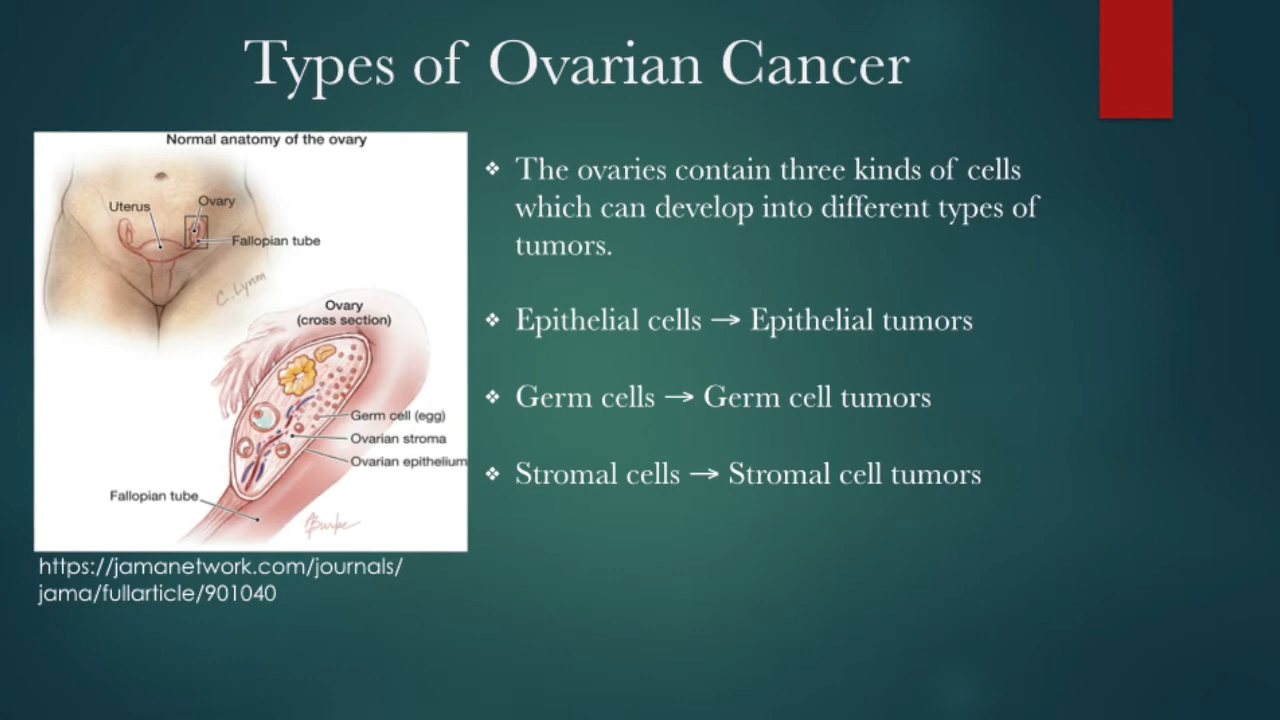 Types of Ovarian Cancer
Normal anatomy of the ovary
Uterus
Ovary
Fallopian tube
C. Lynm
Ovary
(cross section)
Germ cell (egg)
Ovarian stroma
Ovarian epithelium
Fallopian tube
https://jamanetwork.com/journals/
jama/fullarticle/901040
❖ The ovaries contain three kinds of cells
which can develop into different types of
tumors.
❖ Epithelial cells → Epithelial tumors
❖ Germ cells → Germ cell tumors
❖ Stromal cells → Stromal cell tumors